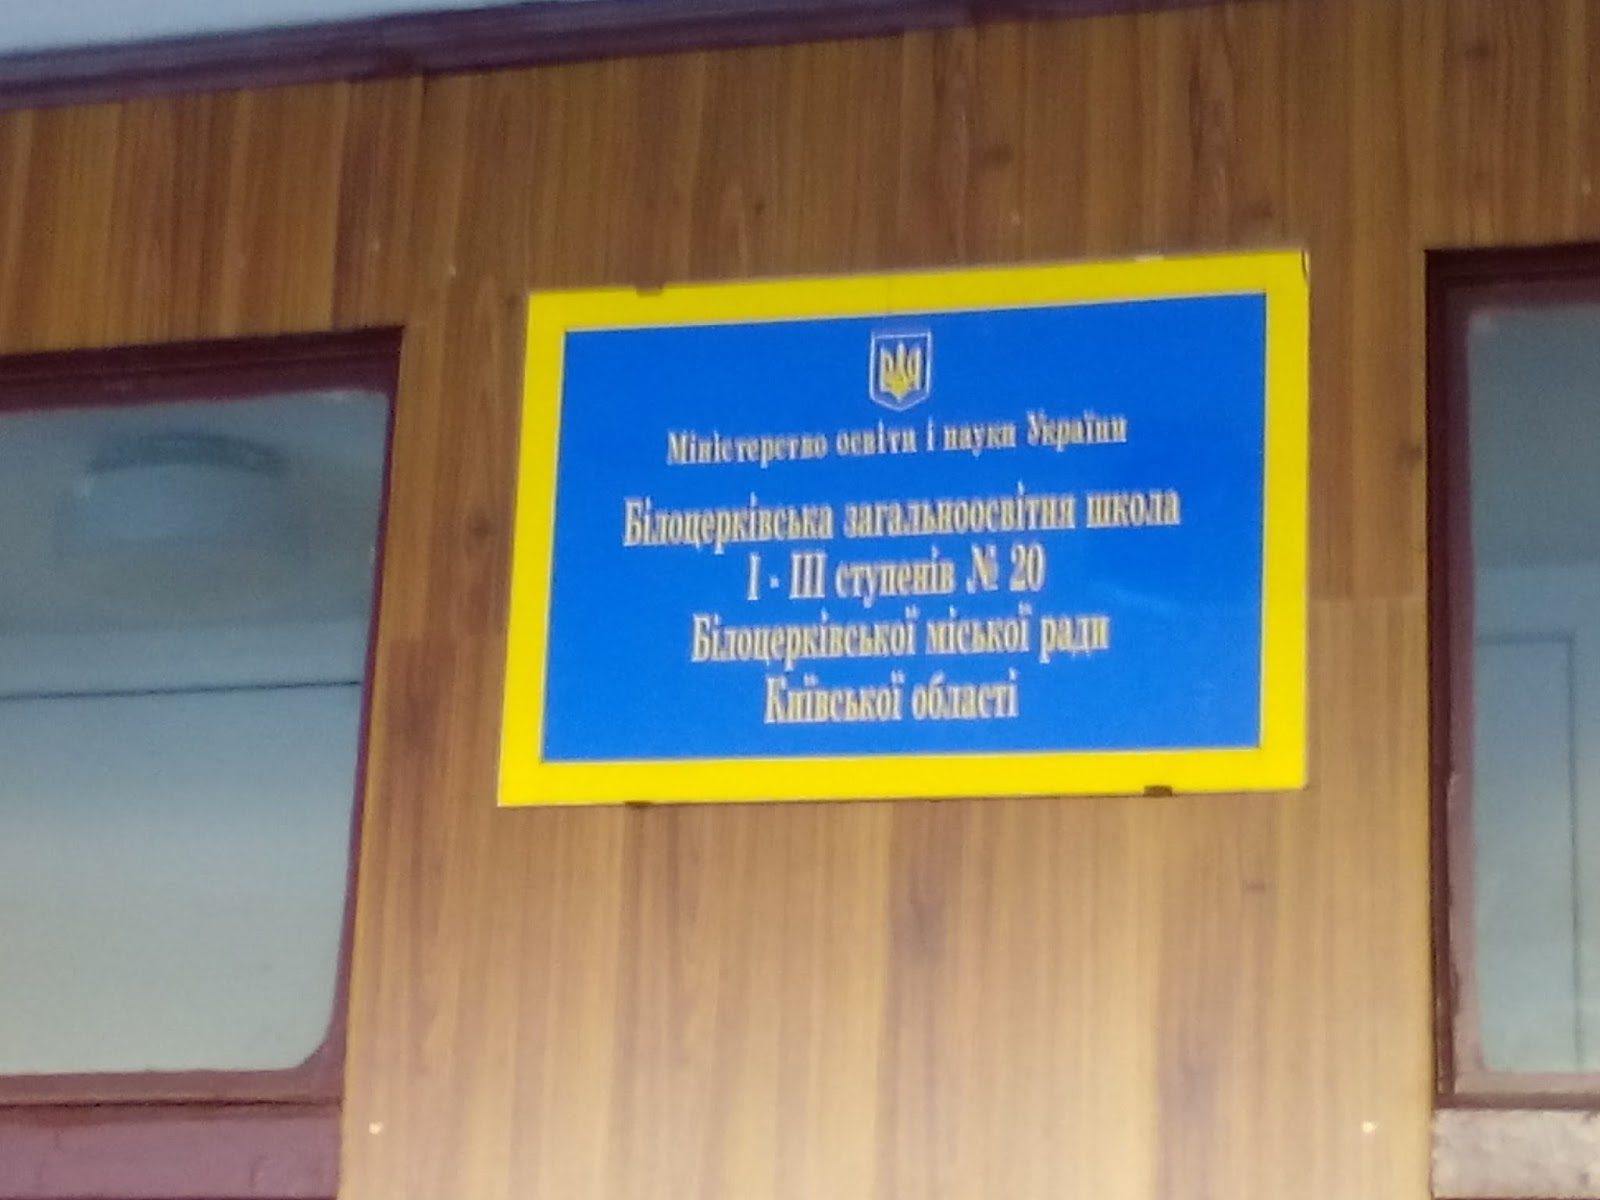 Міністерство освіти і науки України
Білоцерківська загальноосвітня школа
І - ІІІ ступенів № 20
Білоцерківської міської ради
Київської області